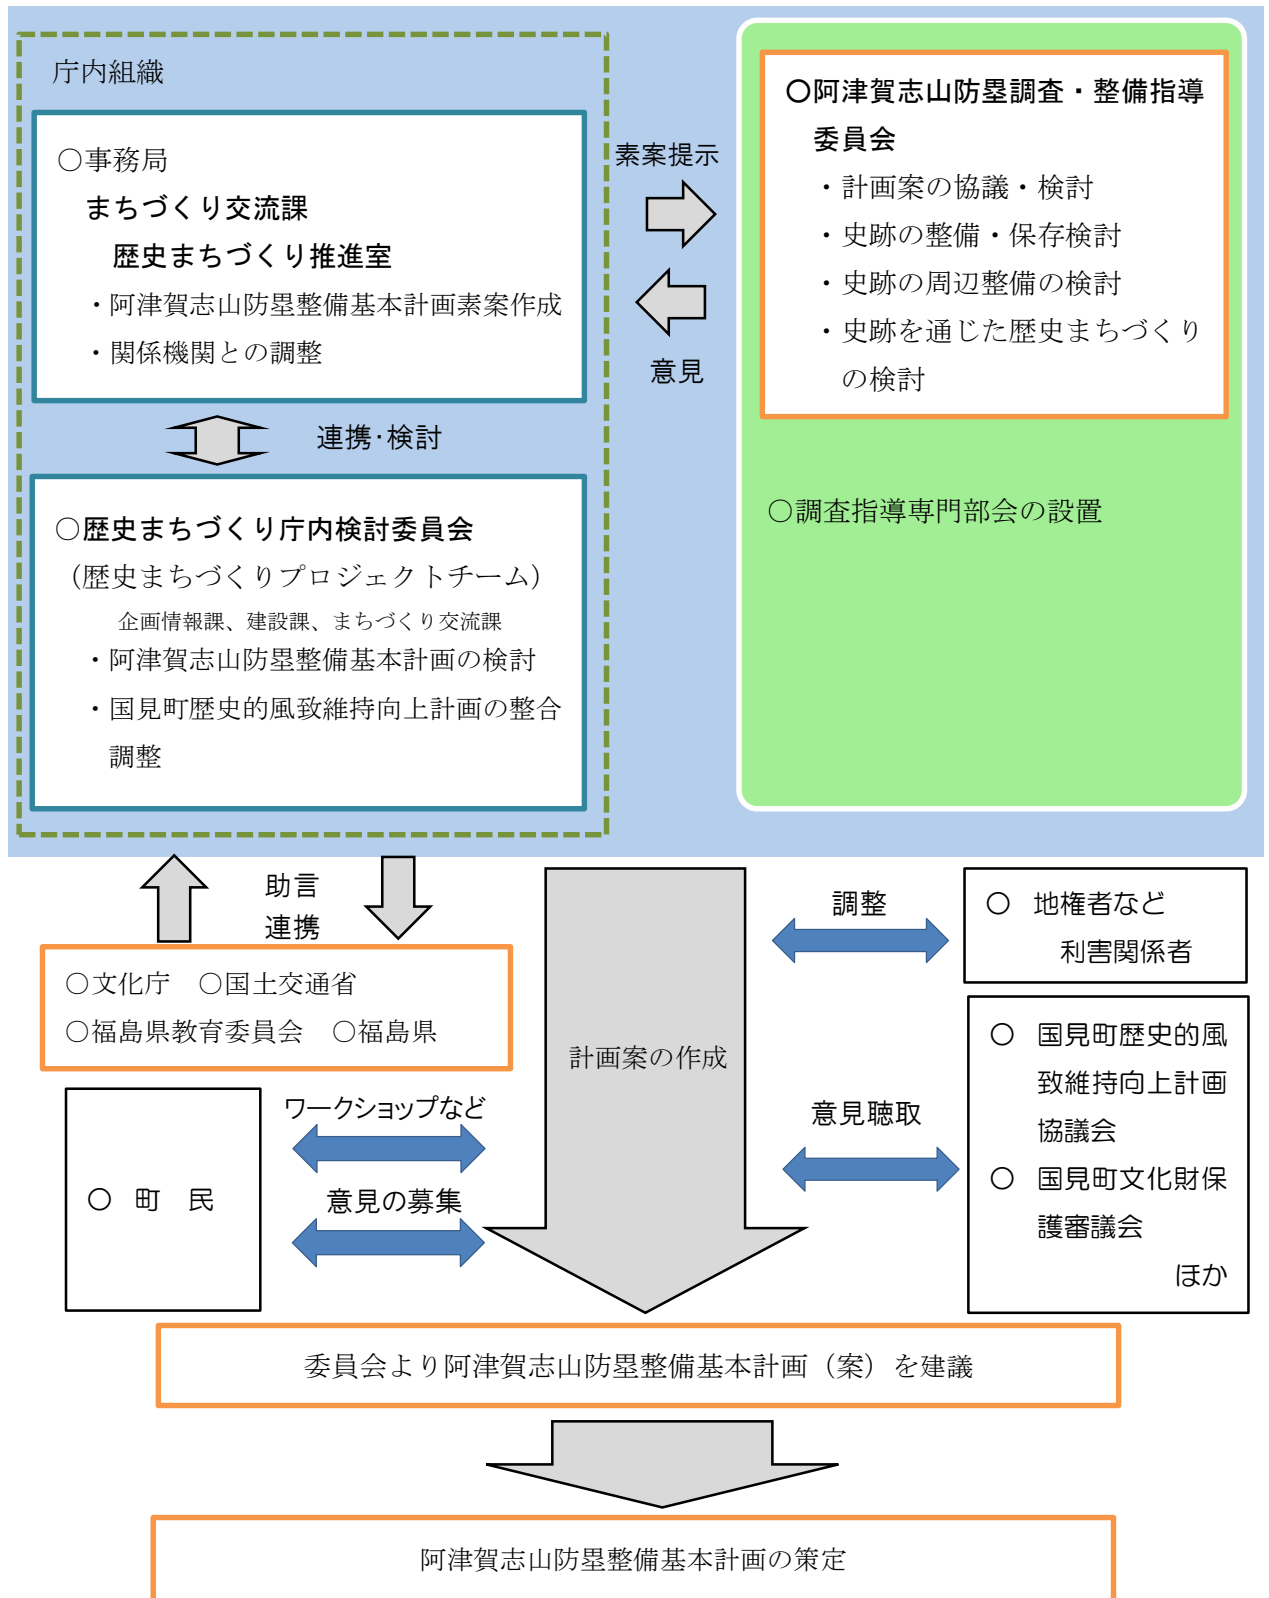 庁内組織
○事務局
まちづくり交流課
歴史まちづくり推進室
・阿津賀志山防塁整備基本計画素案作成
・関係機関との調整
連携・検討
○歴史まちづくり庁内検討委員会
（歴史まちづくりプロジェクトチーム）
企画情報課、建設課、まちづくり交流課
・阿津賀志山防塁整備基本計画の検討
・国見町歴史的風致維持向上計画の整合
調整
素案提示
意見
○阿津賀志山防塁調査・整備指導
委員会
・計画案の協議・検討
・史跡の整備・保存検討
・史跡の周辺整備の検討
・史跡を通じた歴史まちづくり
の検討
○調査指導専門部会の設置
助言
連携
○文化庁　○国土交通省
○福島県教育委員会　○福島県
計画案の作成
調整
○　地権者など
利害関係者
ワークショップなど
○　町　民
意見の募集
意見聴取
○　国見町歴史的風
致維持向上計画
協議会
○　国見町文化財保
護審議会
ほか
委員会より阿津賀志山防塁整備基本計画（案）を建議
阿津賀志山防塁整備基本計画の策定